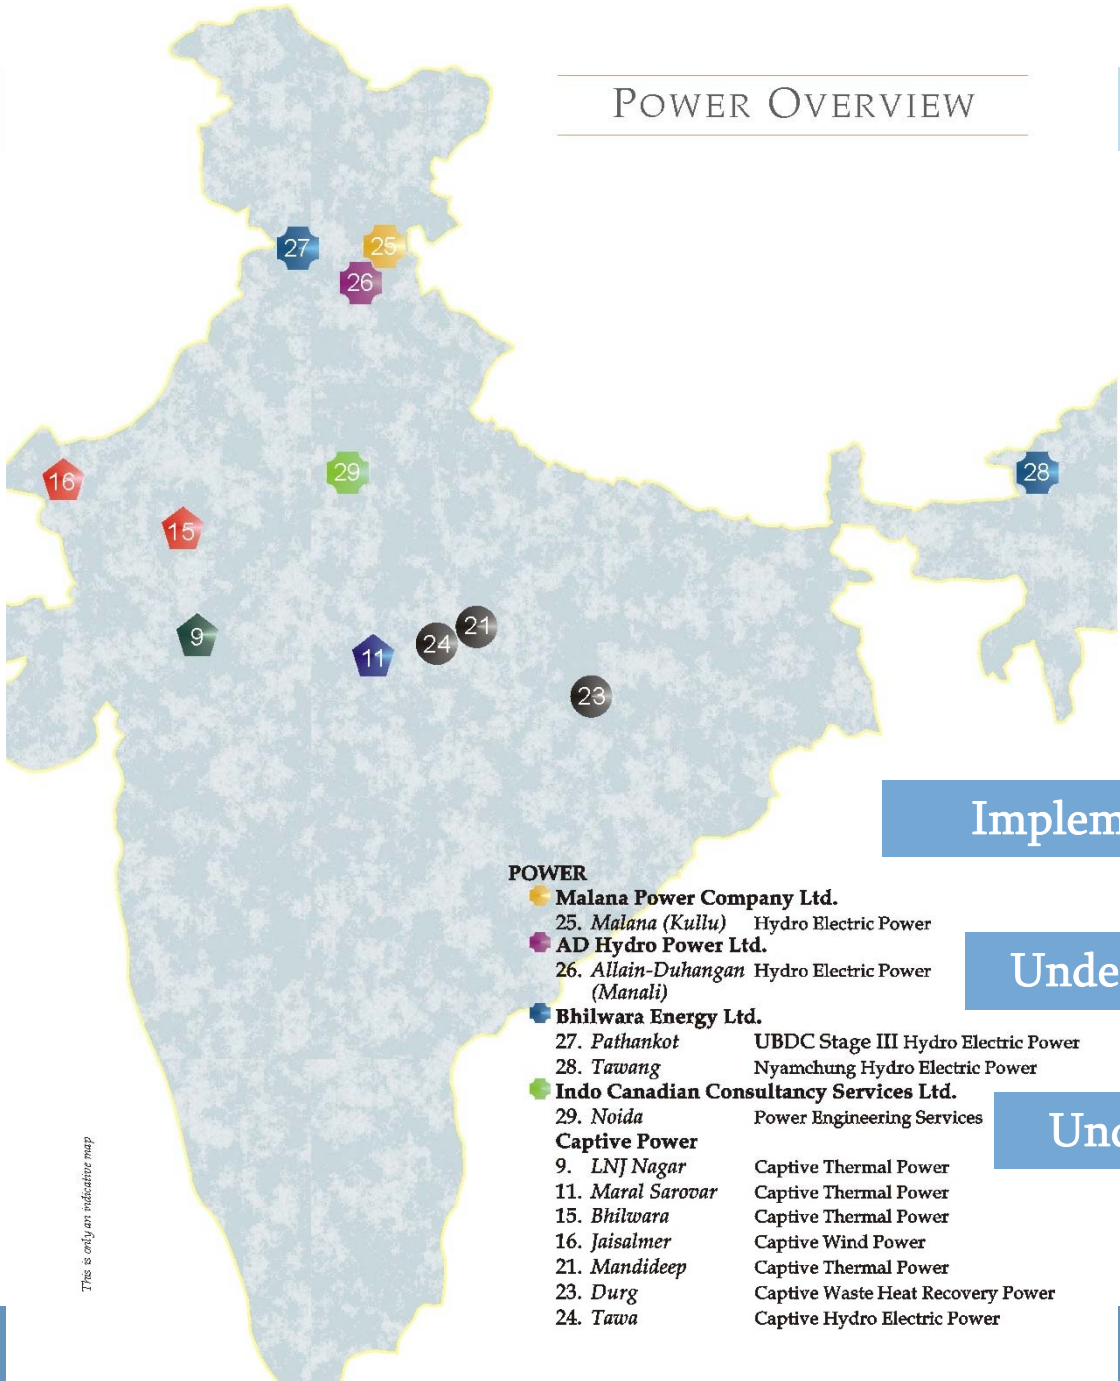 POWER OVERVIEW
27
25
26
16
29
28
15
9
11
24
21
23
Implem
POWER
Malana Power Company Ltd.
25. Malana (Kullu) Hydro Electric Power
AD Hydro Power Ltd.
26. Allain-Duhangan Hydro Electric Power
(Manali)
Unde
Bhilwara Energy Ltd.
27. Pathankot UBDC Stage III Hydro Electric Power
28. Tawang Nyamchung Hydro Electric Power
Indo Canadian Consultancy Services Ltd.
29. Noida Power Engineering Services
Captive Power
9. LNJ Nagar Captive Thermal Power
11. Maral Sarovar Captive Thermal Power
15. Bhilwara Captive Thermal Power
16. Jaisalmer Captive Wind Power
21. Mandideep Captive Thermal Power
23. Durg Captive Waste Heat Recovery Power
24. Tawa Captive Hydro Electric Power
This is only an indicative map